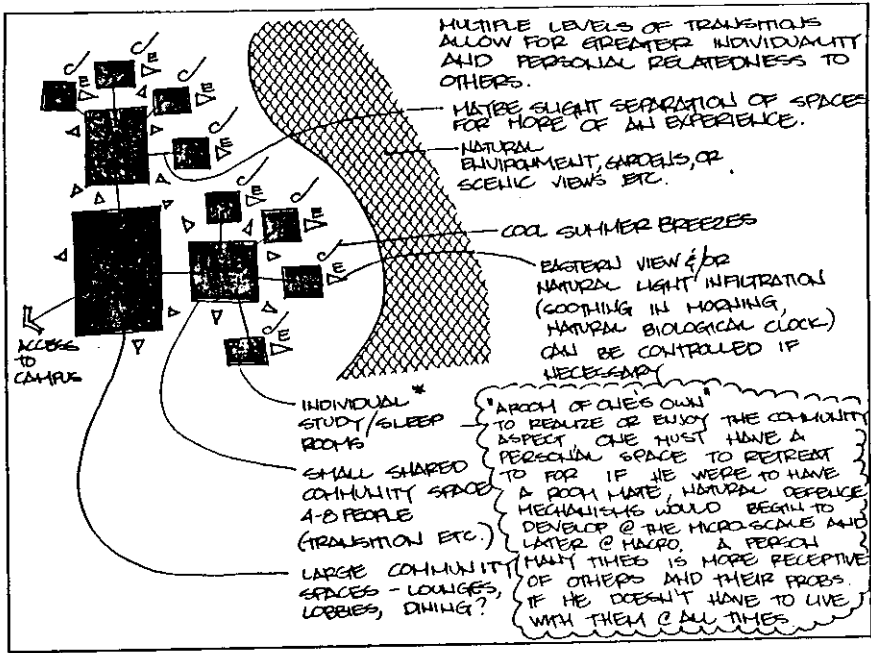 MULTIPLE LEVELS OF TRANSITIONS
ALLOW FOR GREATER INDIVIDUALITY
AND PERSONAL RELATEDNESS TO
OTHERS.
MAYBE SLIGHT SEPARATION OF SPACES
FOR MORE OF AN EXPERIENCE.
NATURAL
ENVIRONMENT, GARDENS, OR
SCENIC VIEWS ETC.
COOL SUMMER BREEZES
EASTERN VIEW &/OR
NATURAL LIGHT INFILTRATION
(SOOTHING IN MORNING,
NATURAL BIOLOGICAL CLOCK)
CAN BE CONTROLLED IF
NECESSARY
E
E
E
E
E
E
E
E
ACCESS
TO
CAMPUS
INDIVIDUAL *
STUDY/SLEEP
ROOMS
SMALL SHARED
COMMUNITY SPACE
4-8 PEOPLE
(TRANSITION ETC.)
LARGE COMMUNITY
SPACES - LOUNGES,
LOBBIES, DINING?
"A ROOM OF ONE'S OWN"
TO REALIZE OR ENJOY THE COMMUNITY
ASPECT, ONE MUST HAVE A
PERSONAL SPACE TO RETREAT
TO FOR IF HE WERE TO HAVE
A ROOM MATE, NATURAL DEFENCE
MECHANISMS WOULD BEGIN TO
DEVELOP @ THE MICROSCALE AND
LATER @ MACRO. A PERSON
MANY TIMES IS MORE RECEPTIVE
OF OTHERS AND THEIR PROBS.
IF HE DOESN'T HAVE TO LIVE
WITH THEM @ ALL TIMES